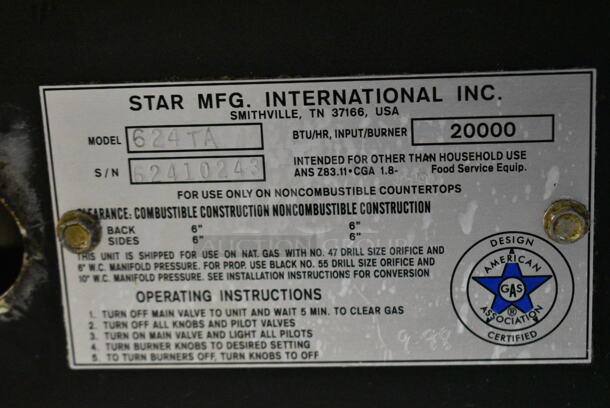 STAR MFG. INTERNATIONAL INC.
SMITHVILLE, TN 37166, USA
MODEL 624TA BTU/HR, INPUT/BURNER 20000
S/N 62410243 INTENDED FOR OTHER THAN HOUSEHOLD USE
ANS Z83.11•CGA 1.8- Food Service Equip.
FOR USE ONLY ON NONCOMBUSTIBLE COUNTERTOPS
CLEARANCE: COMBUSTIBLE CONSTRUCTION NONCOMBUSTIBLE CONSTRUCTION
BACK 6" 6"
SIDES 6" 6"
THIS UNIT IS SHIPPED FOR USE ON NAT. GAS WITH NO. 47 DRILL SIZE ORIFICE AND
6" W.C. MANIFOLD PRESSURE. FOR PROP. USE BLACK NO. 55 DRILL SIZE ORIFICE AND
10" W.C. MANIFOLD PRESSURE. SEE INSTALLATION INSTRUCTIONS FOR CONVERSION
OPERATING INSTRUCTIONS
1. TURN OFF MAIN VALVE TO UNIT AND WAIT 5 MIN. TO CLEAR GAS
2. TURN OFF ALL KNOBS AND PILOT VALVES
3. TURN ON MAIN VALVE AND LIGHT ALL PILOTS
4. TURN BURNER KNOBS TO DESIRED SETTING
5. TO TURN BURNERS OFF, TURN KNOBS TO OFF
DESIGN
AMERICAN
GAS
®
ASSOCIATION
CERTIFIED
9-88